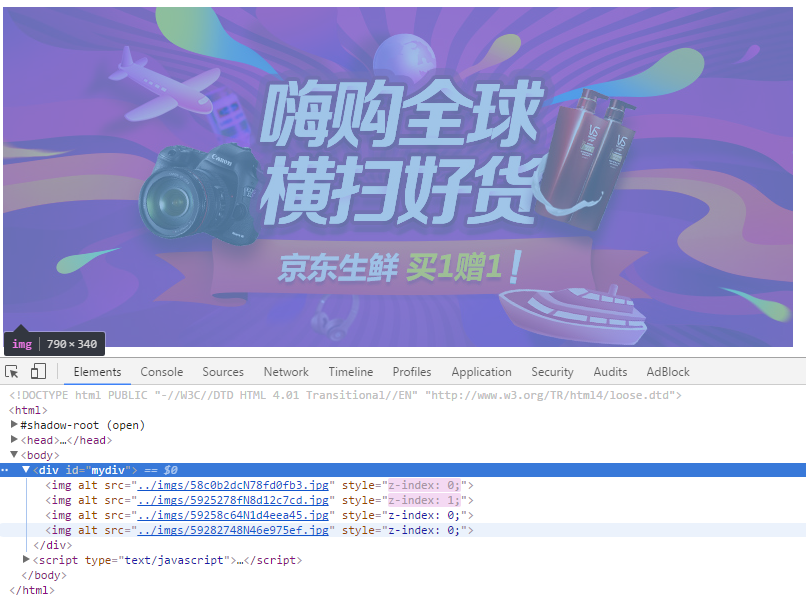 嗨购全球
横扫好货
京东生鲜 买1赠1!
Canon
VS
VS
img 790×340
Elements Console Sources Network Timeline Profiles Application Security Audits AdBlock
<!DOCTYPE html PUBLIC "-//W3C//DTD HTML 4.01 Transitional//EN" "http://www.w3.org/TR/html4/loose.dtd">
<html>
#shadow-root (open)
<head>…</head>
<body>
<div id="mydiv"> == $0
<img alt src="../imgs/58c0b2dcN78fd0fb3.jpg" style="z-index: 0;">
<img alt src="../imgs/5925278fN8d12c7cd.jpg" style="z-index: 1;">
<img alt src="../imgs/59258c64N1d4eea45.jpg" style="z-index: 0;">
<img alt src="../imgs/59282748N46e975ef.jpg" style="z-index: 0;">
</div>
<script type="text/javascript">…</script>
</body>
</html>